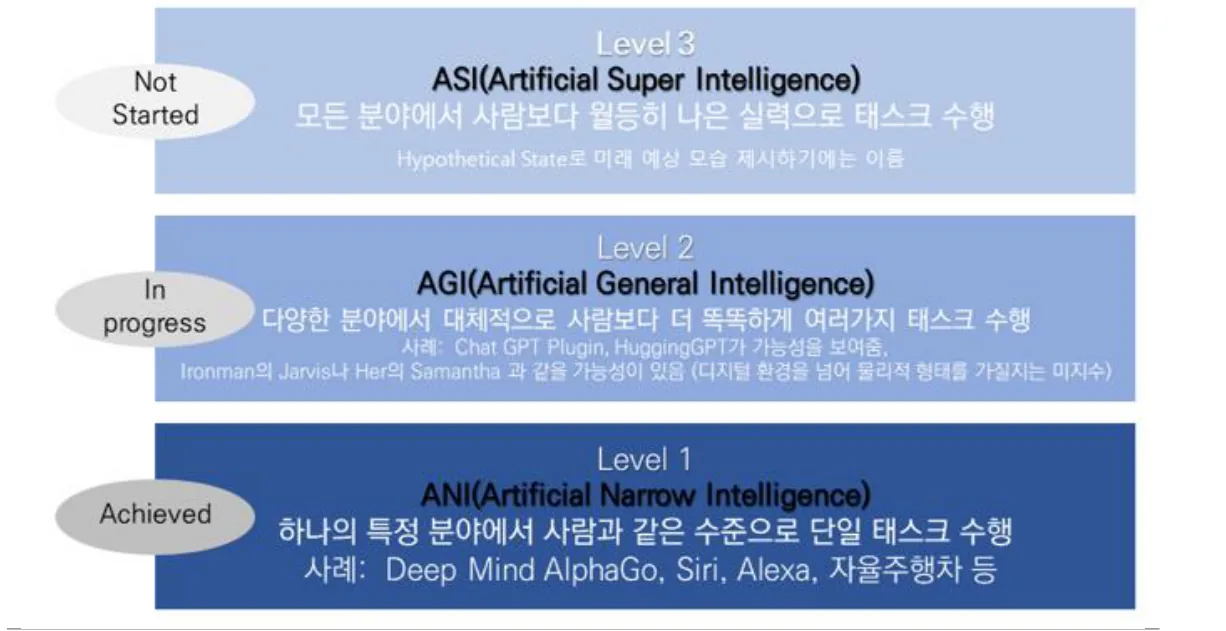 Level 3
ASI(Artificial Super Intelligence)
모든 분야에서 사람보다 월등히 나은 실력으로 태스크 수행
Hypothetical State로 미래 예상 모습 제시하기에는 이름
Not
Started
Level 2
AGI(Artificial General Intelligence)
다양한 분야에서 대체적으로 사람보다 더 똑똑하게 여러가지 태스크 수행
사례: Chat GPT Plugin, HuggingGPT가 가능성을 보여줌,
Ironman의 Jarvis나 Her의 Samantha 과 같을 가능성이 있음 (디지털 환경을 넘어 물리적 형태를 가질지는 미지수)
In
progress
Level 1
ANI(Artificial Narrow Intelligence)
하나의 특정 분야에서 사람과 같은 수준으로 단일 태스크 수행
사례: Deep Mind AlphaGo, Siri, Alexa, 자율주행차 등
Achieved